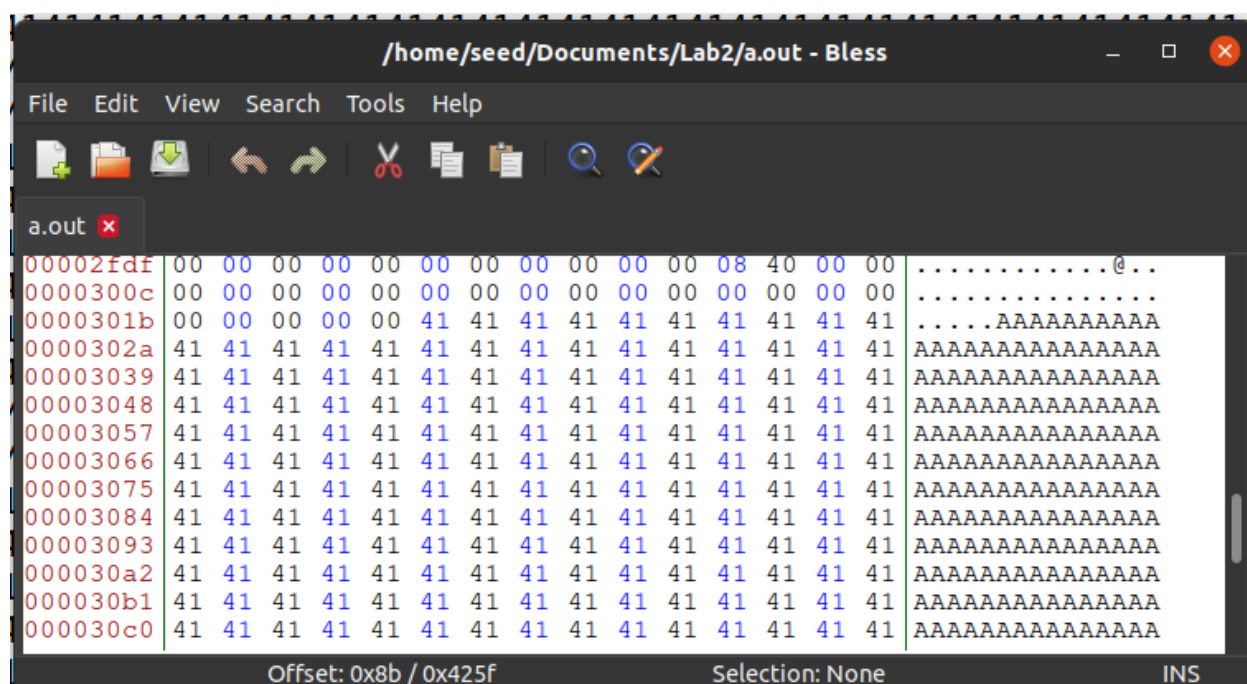 /home/seed/Documents/Lab2/a.out - Bless
File Edit View Search Tools Help
a.out
00002ffd 00 00 00 00 00 00 00 00 00 00 00 08 40 00 00 ............@..
0000300c 00 00 00 00 00 00 00 00 00 00 00 00 00 00 00 ...............
0000301b 00 00 00 00 00 41 41 41 41 41 41 41 41 41 41 .....AAAAAAAAAA
0000302a 41 41 41 41 41 41 41 41 41 41 41 41 41 41 41 AAAAAAAAAAAAAAA
00003039 41 41 41 41 41 41 41 41 41 41 41 41 41 41 41 AAAAAAAAAAAAAAA
00003048 41 41 41 41 41 41 41 41 41 41 41 41 41 41 41 AAAAAAAAAAAAAAA
00003057 41 41 41 41 41 41 41 41 41 41 41 41 41 41 41 AAAAAAAAAAAAAAA
00003066 41 41 41 41 41 41 41 41 41 41 41 41 41 41 41 AAAAAAAAAAAAAAA
00003075 41 41 41 41 41 41 41 41 41 41 41 41 41 41 41 AAAAAAAAAAAAAAA
00003084 41 41 41 41 41 41 41 41 41 41 41 41 41 41 41 AAAAAAAAAAAAAAA
00003093 41 41 41 41 41 41 41 41 41 41 41 41 41 41 41 AAAAAAAAAAAAAAA
000030a2 41 41 41 41 41 41 41 41 41 41 41 41 41 41 41 AAAAAAAAAAAAAAA
000030b1 41 41 41 41 41 41 41 41 41 41 41 41 41 41 41 AAAAAAAAAAAAAAA
000030c0 41 41 41 41 41 41 41 41 41 41 41 41 41 41 41 AAAAAAAAAAAAAAA
Offset: 0x8b / 0x425f Selection: None INS